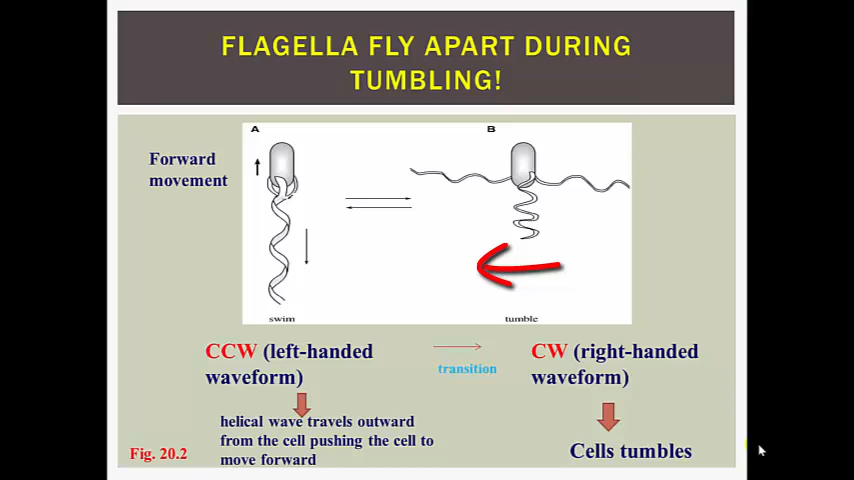 FLAGELLA FLY APART DURING
TUMBLING!
A
B
Forward
movement
swim
tumble
CCW (left-handed
waveform)
transition
CW (right-handed
waveform)
helical wave travels outward
from the cell pushing the cell to
move forward
Cells tumbles
Fig. 20.2